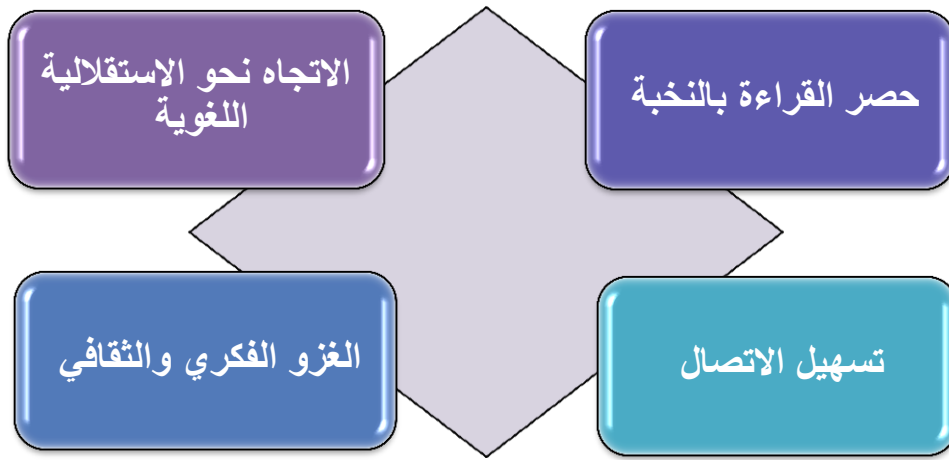 حصر القراءة بالنخبة
الاتجاه نحو الاستقلالية
اللغوية
تسهيل الاتصال
الغزو الفكري والثقافي